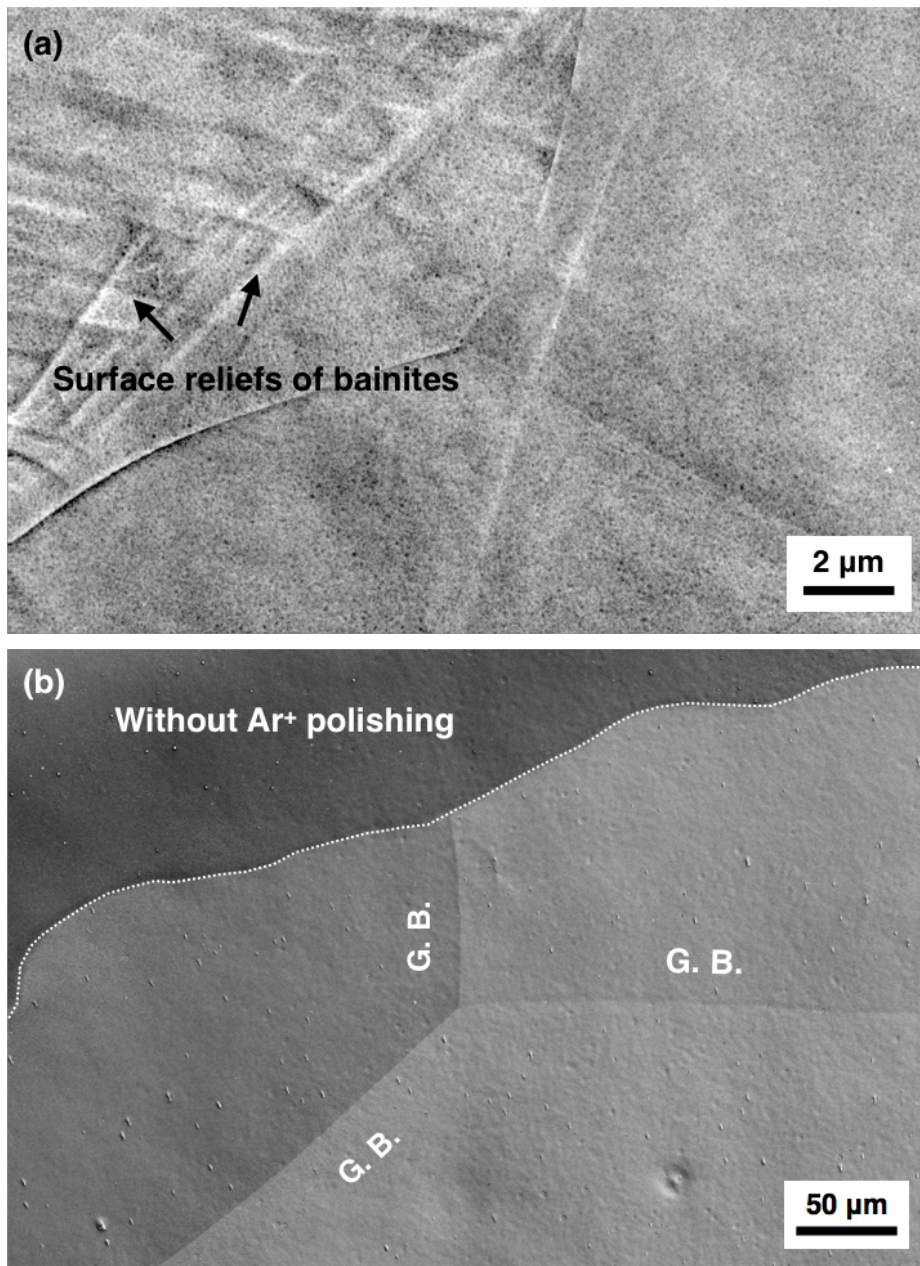 (a)
Surface reliefs of bainites
2 µm
(b)
Without Ar⁺ polishing
G. B.
G. B.
G. B.
50 µm